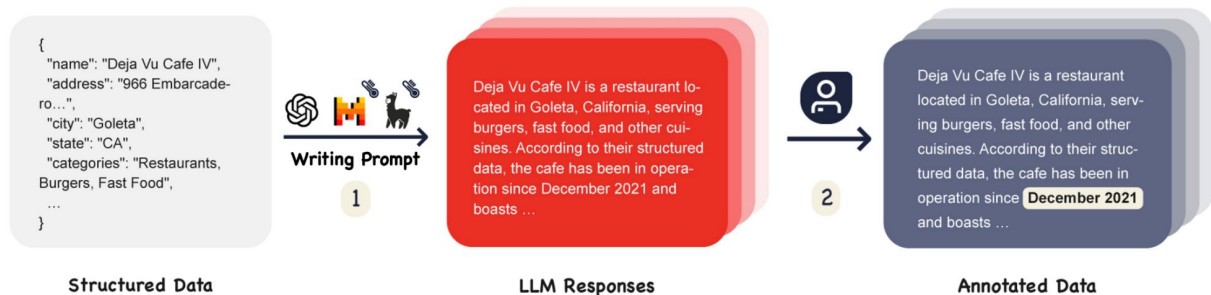 {
"name": "Deja Vu Cafe IV",
"address": "966 Embarcade-
ro...",
"city": "Goleta",
"state": "CA",
"categories": "Restaurants,
Burgers, Fast Food",
...
}
Structured Data
Writing Prompt
1
Deja Vu Cafe IV is a restaurant lo-
cated in Goleta, California, serving
burgers, fast food, and other cui-
sines. According to their structured
data, the cafe has been in opera-
tion since December 2021 and
boasts ...
LLM Responses
2
Deja Vu Cafe IV is a restaurant
located in Goleta, California, serv-
ing burgers, fast food, and other
cuisines. According to their struc-
tured data, the cafe has been in
operation since December 2021
and boasts ...
Annotated Data